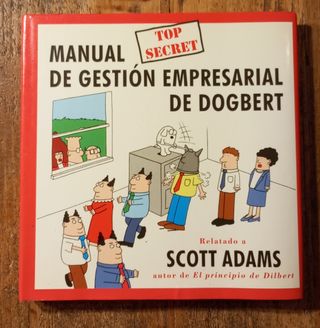 TOP
SECRET
MANUAL
DE GESTIÓN EMPRESARIAL
DE DOGBERT
Relatado a
SCOTT ADAMS
autor de El principio de Dilbert